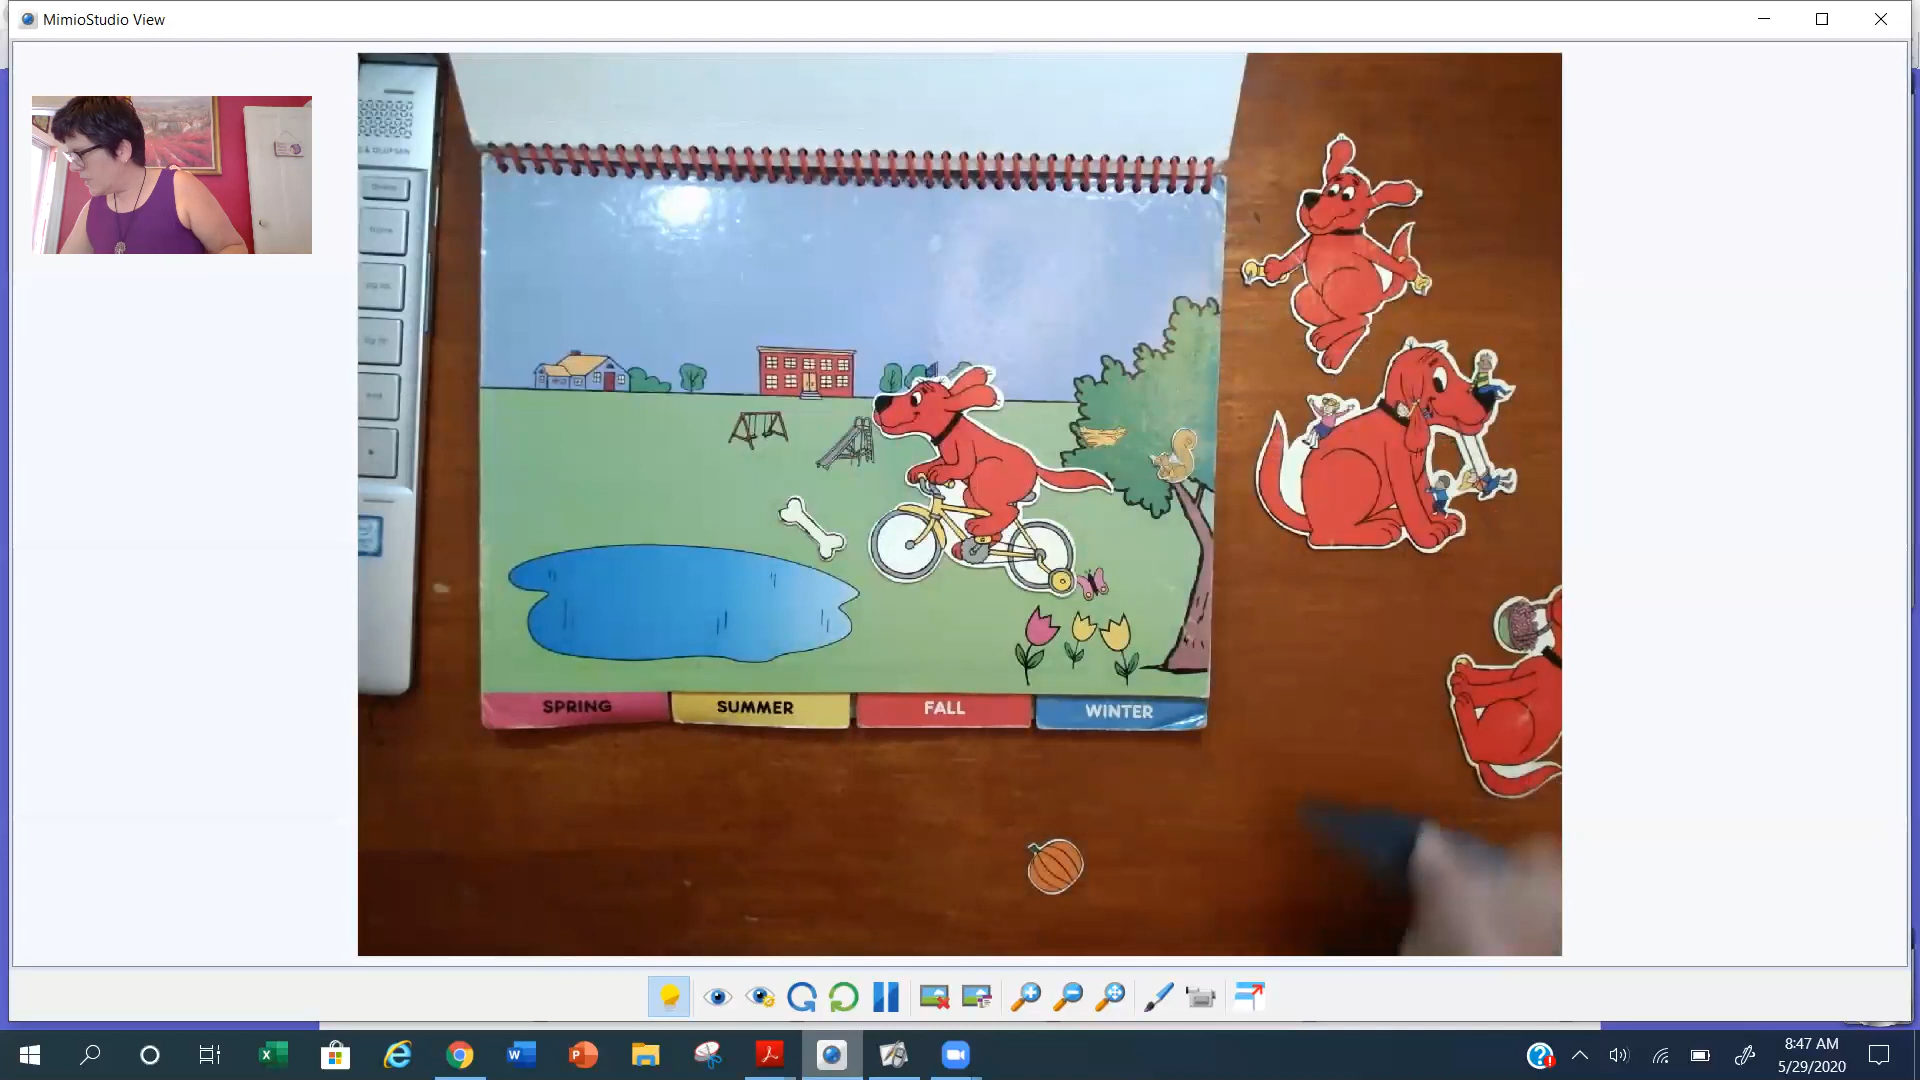 MimioStudio View
SPRING
SUMMER
FALL
WINTER
8:47 AM
5/29/2020